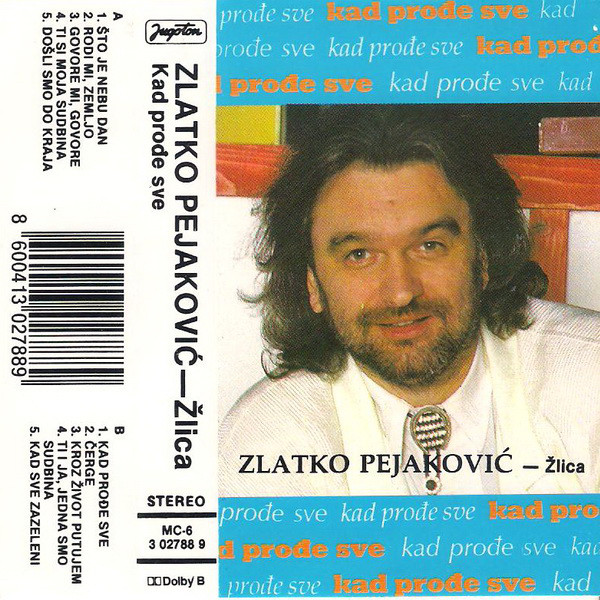 A
1. ŠTO JE NEBU DAN
2. RODI MI, ZEMLJO
3. GOVORE MI, GOVORE
4. TI SI MOJA SUDBINA
5. DOŠLI SMO DO KRAJA
8 600413 027889
B
1. KAD PROĐE SVE
2. ČERGE
3. KROZ ŽIVOT PUTUJEM
4. TI I JA, JEDNA SMO
SUDBINA
5. KAD SVE ZAZELENI
Jugoton
ZLATKO PEJAKOVIĆ—Žlica
Kad prođe sve
STEREO
MC-6
3 02788 9
Dolby B
prođe sve kad prođe sve kad
prođe sve kad prođe sve kad prođ
d prođe sve kad prođe sve kad
ZLATKO PEJAKOVIĆ – Žlica
prođe sve kad prođe sve kad pro
d prođe sve kad prođe sve kad
prođe sve kad prođe sve kad